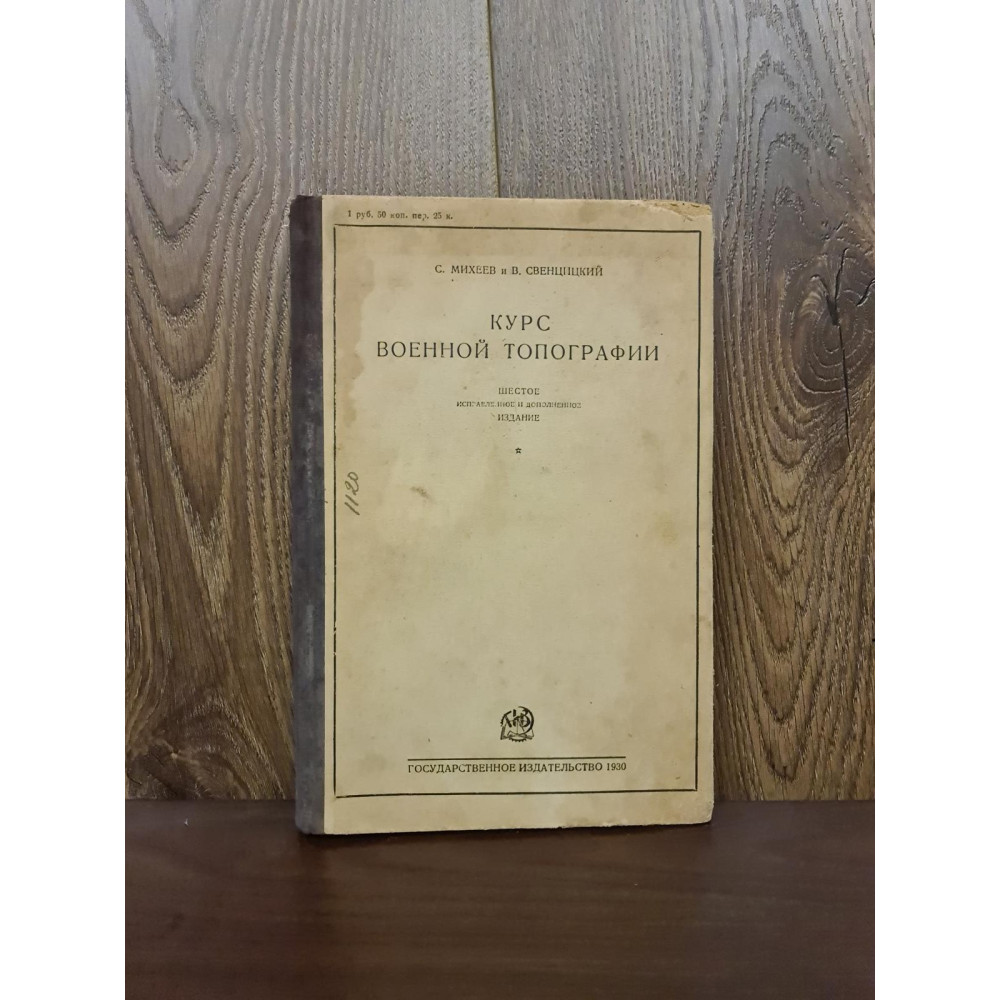 1 руб. 50 коп. пер. 25 к.
С. МИХЕЕВ и В. СВЕНЦИЦКИЙ
КУРС
ВОЕННОЙ ТОПОГРАФИИ
ШЕСТОЕ
ИСПРАВЛЕННОЕ И ДОПОЛНЕННОЕ
ИЗДАНИЕ
1120
ГОСУДАРСТВЕННОЕ ИЗДАТЕЛЬСТВО 1930